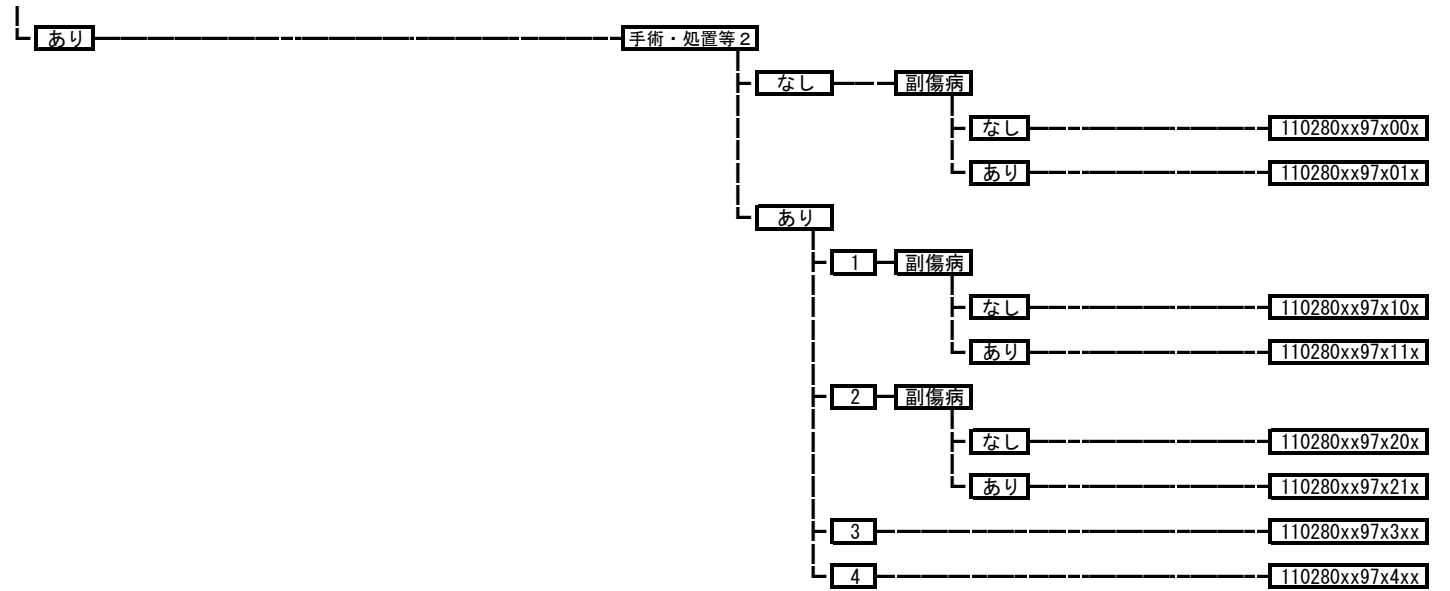 あり 手術・処置等２
なし 副傷病
なし 110280xx97x00x
あり 110280xx97x01x
あり
1 副傷病
なし 110280xx97x10x
あり 110280xx97x11x
2 副傷病
なし 110280xx97x20x
あり 110280xx97x21x
3 110280xx97x3xx
4 110280xx97x4xx